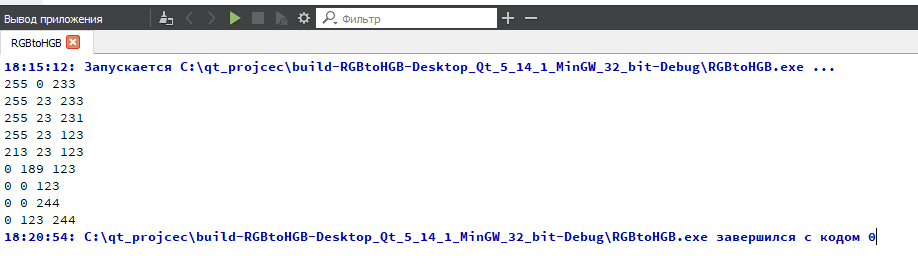 Вывод приложения
Фильтр
RGBtoHGB
18:15:12: Запускается C:\qt_projcec\build-RGBtoHGB-Desktop_Qt_5_14_1_MinGW_32_bit-Debug\RGBtoHGB.exe ...
255 0 233
255 23 233
255 23 231
255 23 123
213 23 123
0 189 123
0 0 123
0 0 244
0 123 244
18:20:54: C:\qt_projcec\build-RGBtoHGB-Desktop_Qt_5_14_1_MinGW_32_bit-Debug\RGBtoHGB.exe завершился с кодом 0